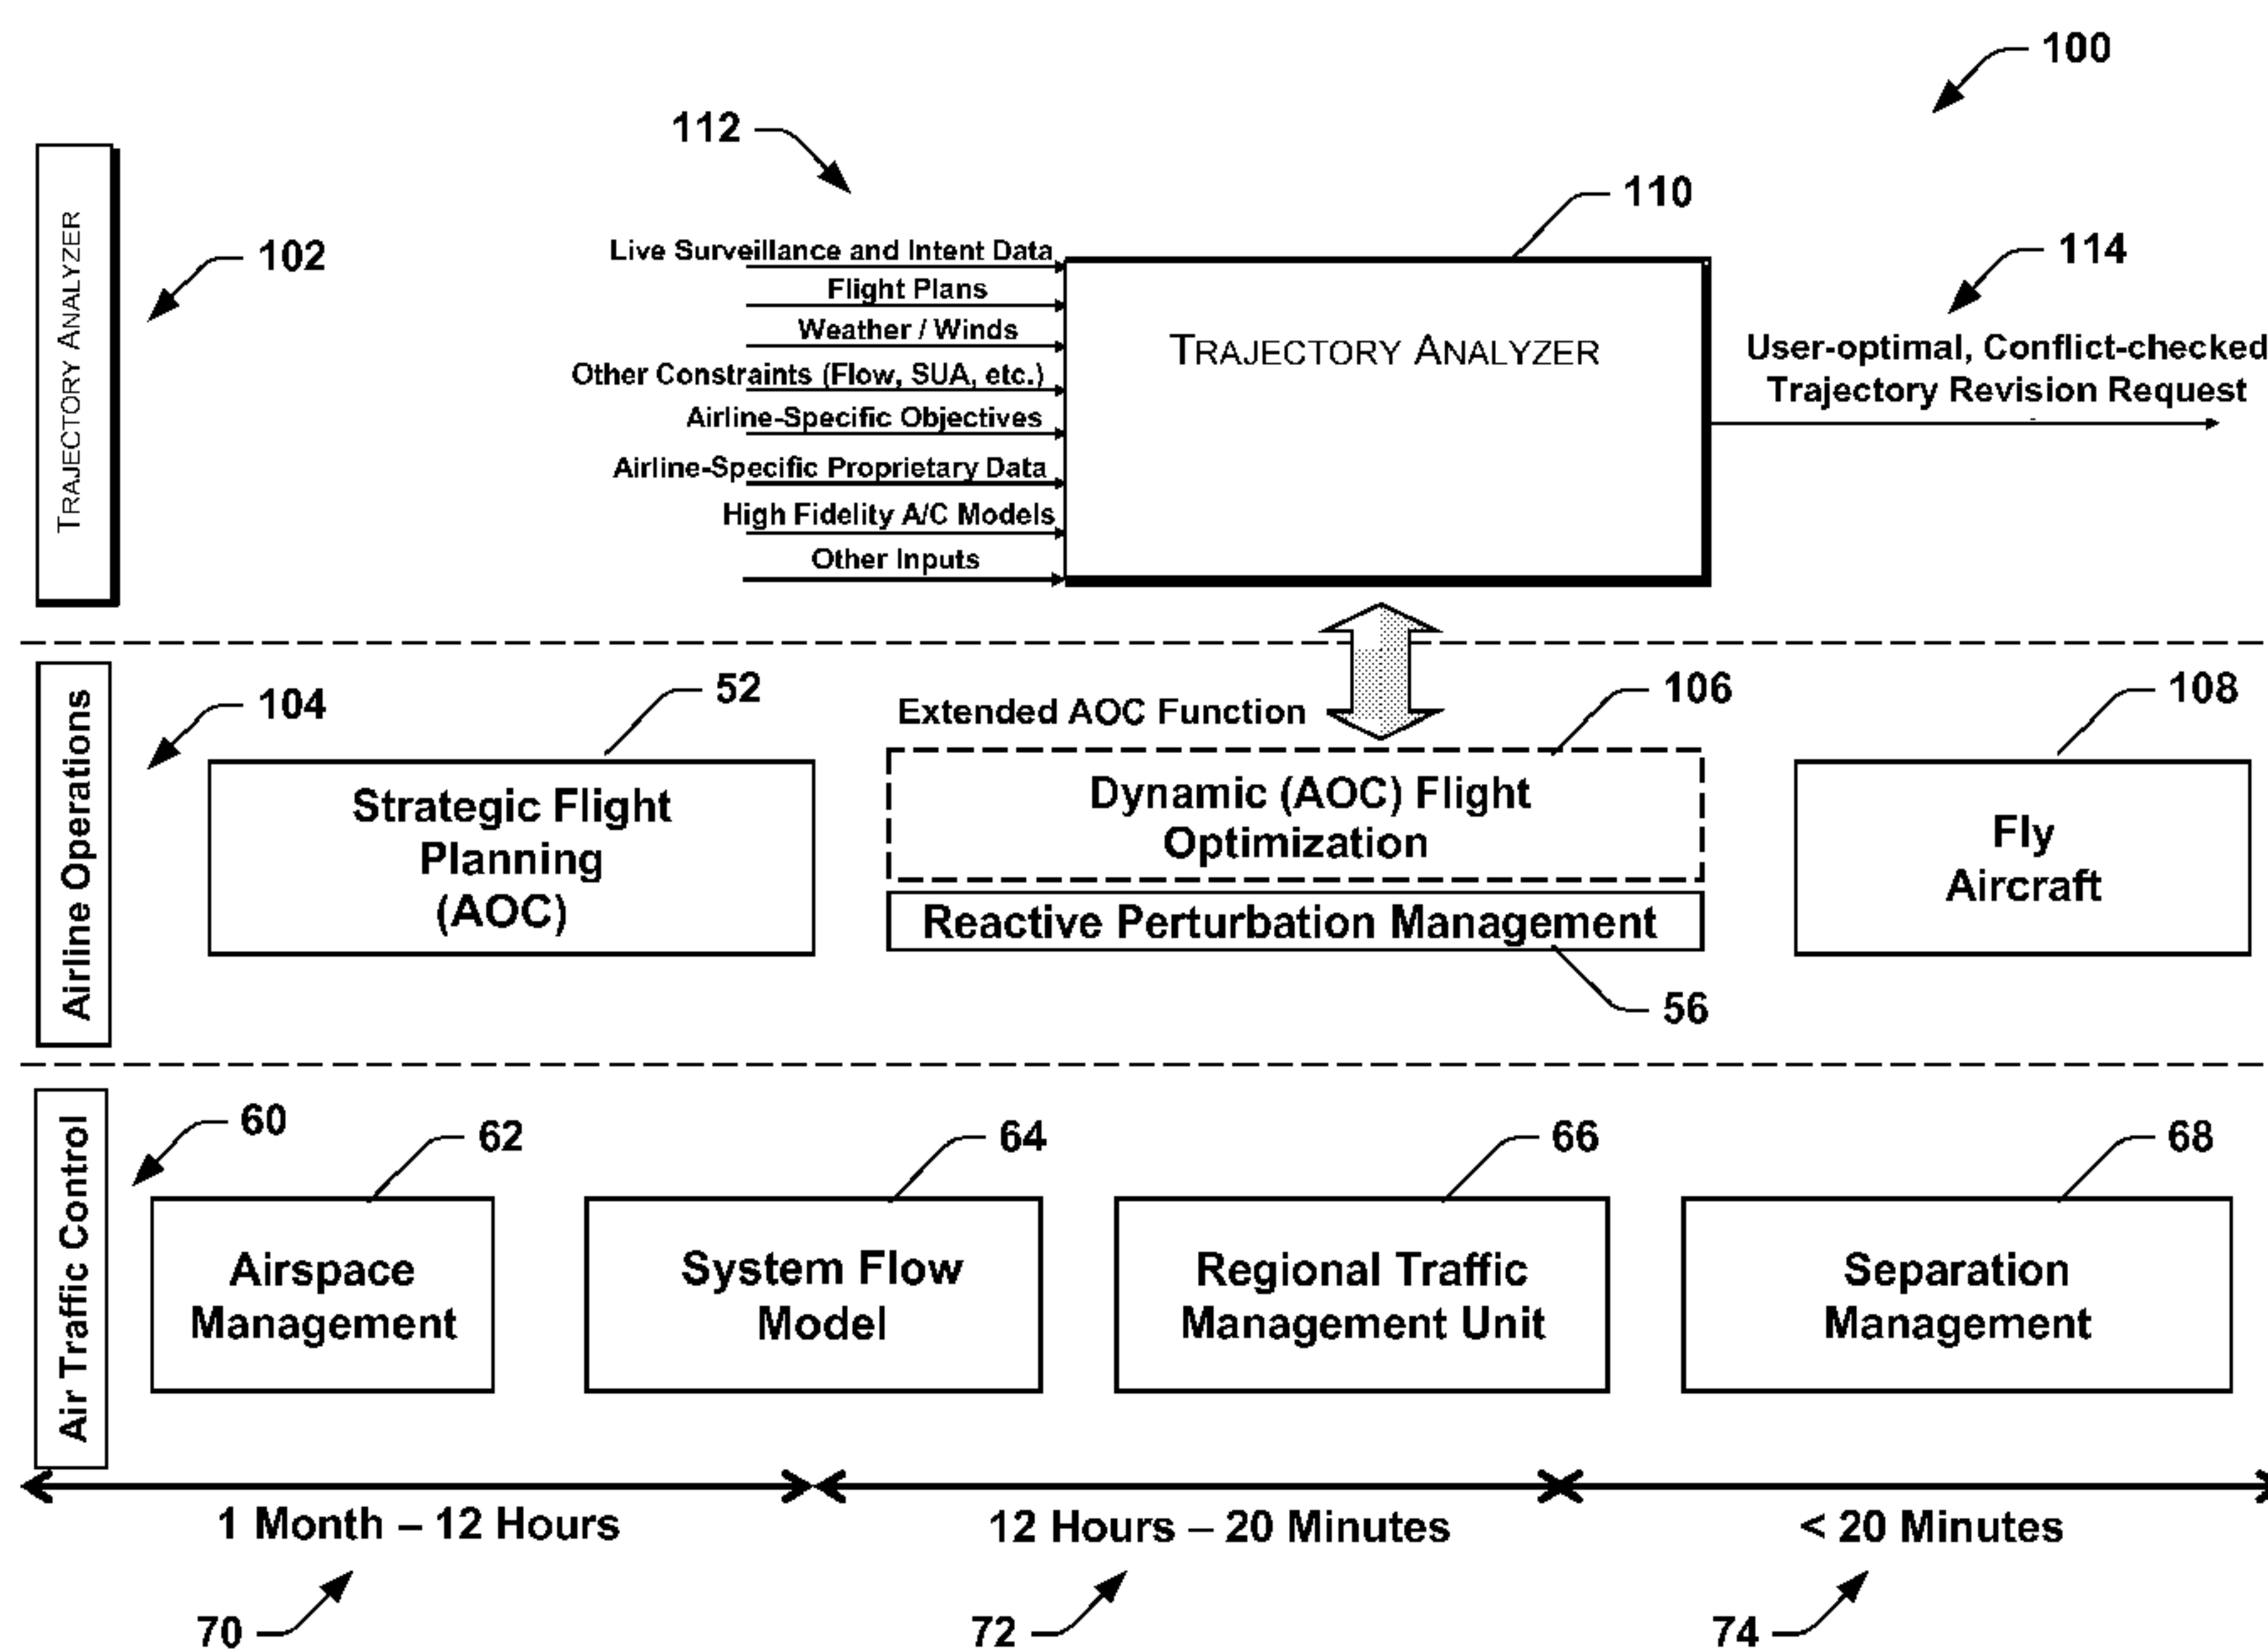 100
112
110
TRAJECTORY ANALYZER
102
114
Live Surveillance and Intent Data
Flight Plans
Weather / Winds
Other Constraints (Flow, SUA, etc.)
Airline-Specific Objectives
Airline-Specific Proprietary Data
High Fidelity A/C Models
Other Inputs
TRAJECTORY ANALYZER
User-optimal, Conflict-checked
Trajectory Revision Request
Airline Operations
104
52
Extended AOC Function
106
108
Strategic Flight
Planning
(AOC)
Dynamic (AOC) Flight
Optimization
Reactive Perturbation Management
56
Fly
Aircraft
Air Traffic Control
60
62
64
66
68
Airspace
Management
System Flow
Model
Regional Traffic
Management Unit
Separation
Management
1 Month – 12 Hours
12 Hours – 20 Minutes
< 20 Minutes
70
72
74